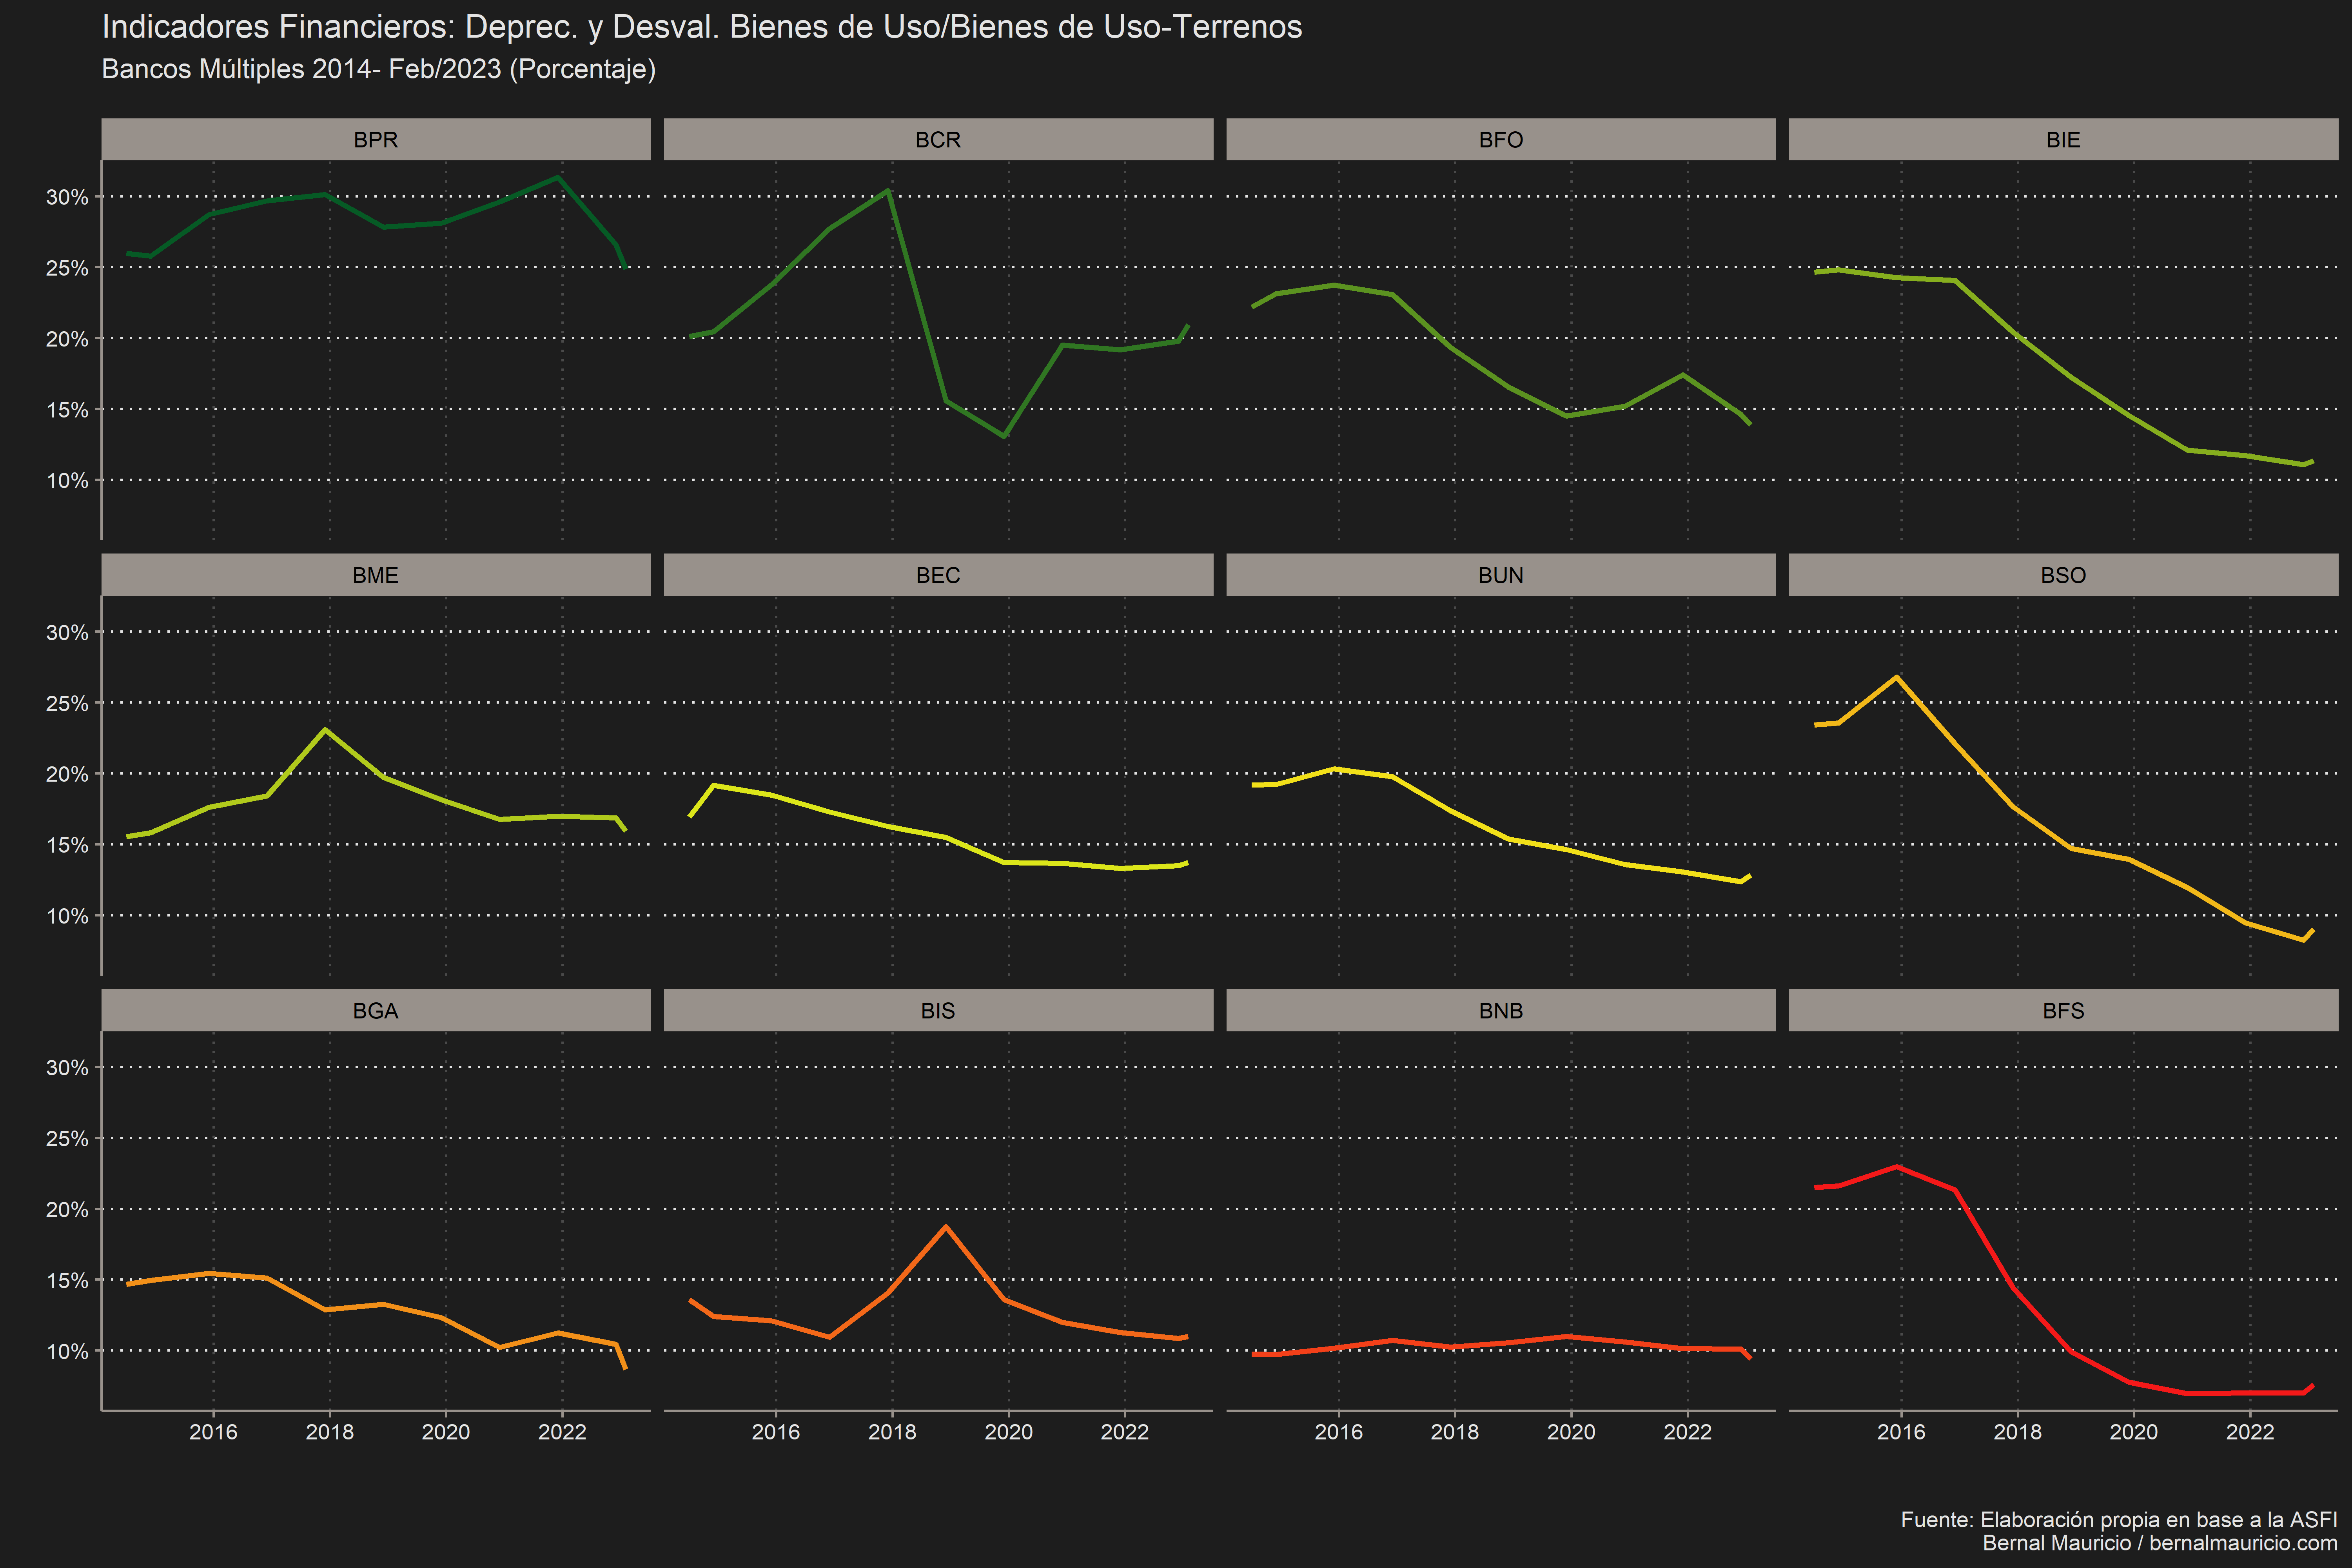 Indicadores Financieros: Deprec. y Desval. Bienes de Uso/Bienes de Uso-Terrenos
Bancos Múltiples 2014- Feb/2023 (Porcentaje)
BPR BCR BFO BIE
30%
25%
20%
15%
10%
BME BEC BUN BSO
30%
25%
20%
15%
10%
BGA BIS BNB BFS
30%
25%
20%
15%
10%
2016 2018 2020 2022 2016 2018 2020 2022 2016 2018 2020 2022 2016 2018 2020 2022
Fuente: Elaboración propia en base a la ASFI
Bernal Mauricio / bernalmauricio.com